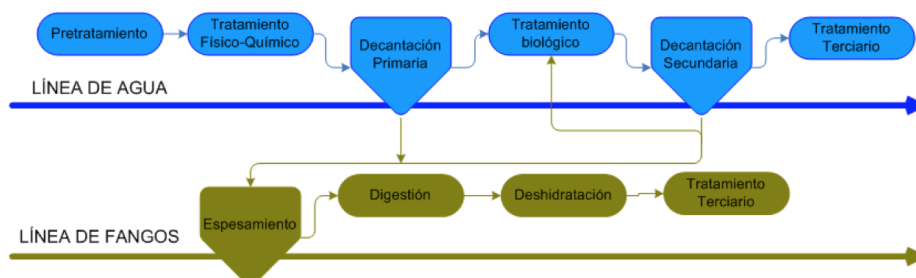 Pretratamiento
Tratamiento
Físico-Químico
Decantación
Primaria
Tratamiento
biológico
Decantación
Secundaria
Tratamiento
Terciario
LÍNEA DE AGUA
Espesamiento
Digestión
Deshidratación
Tratamiento
Terciario
LÍNEA DE FANGOS